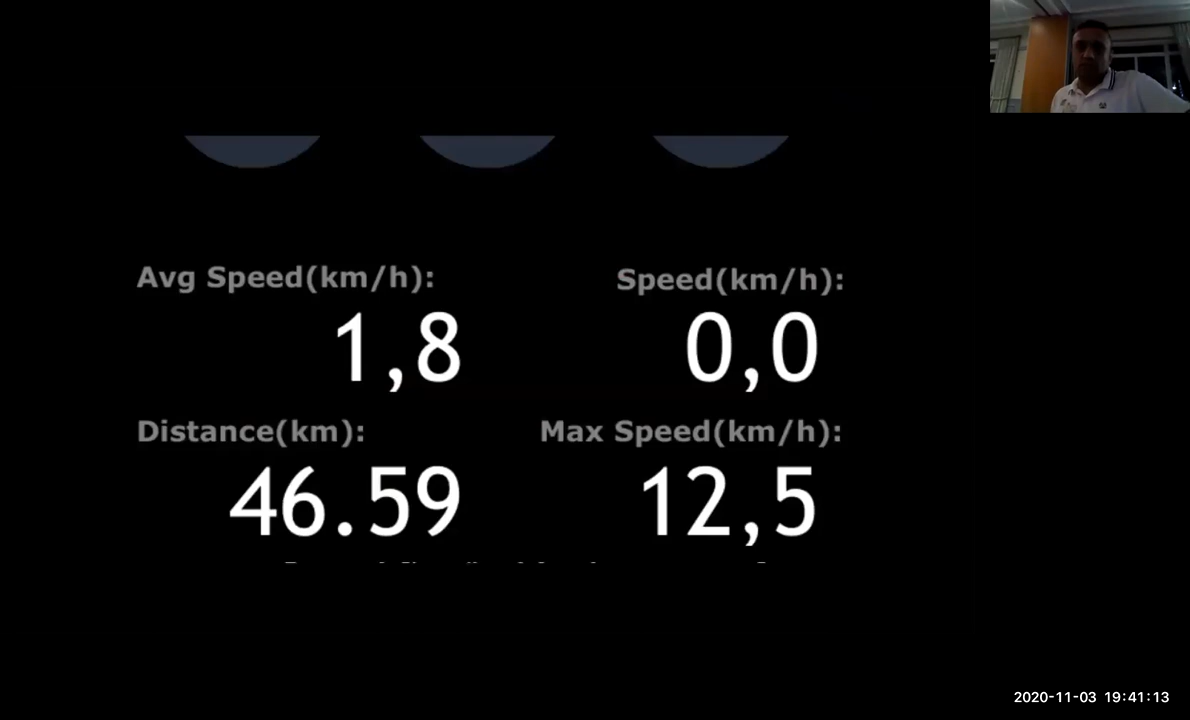 Avg Speed(km/h):
Speed(km/h):
1,8
0,0
Distance(km):
Max Speed(km/h):
46.59
12,5
2020-11-03 19:41:13